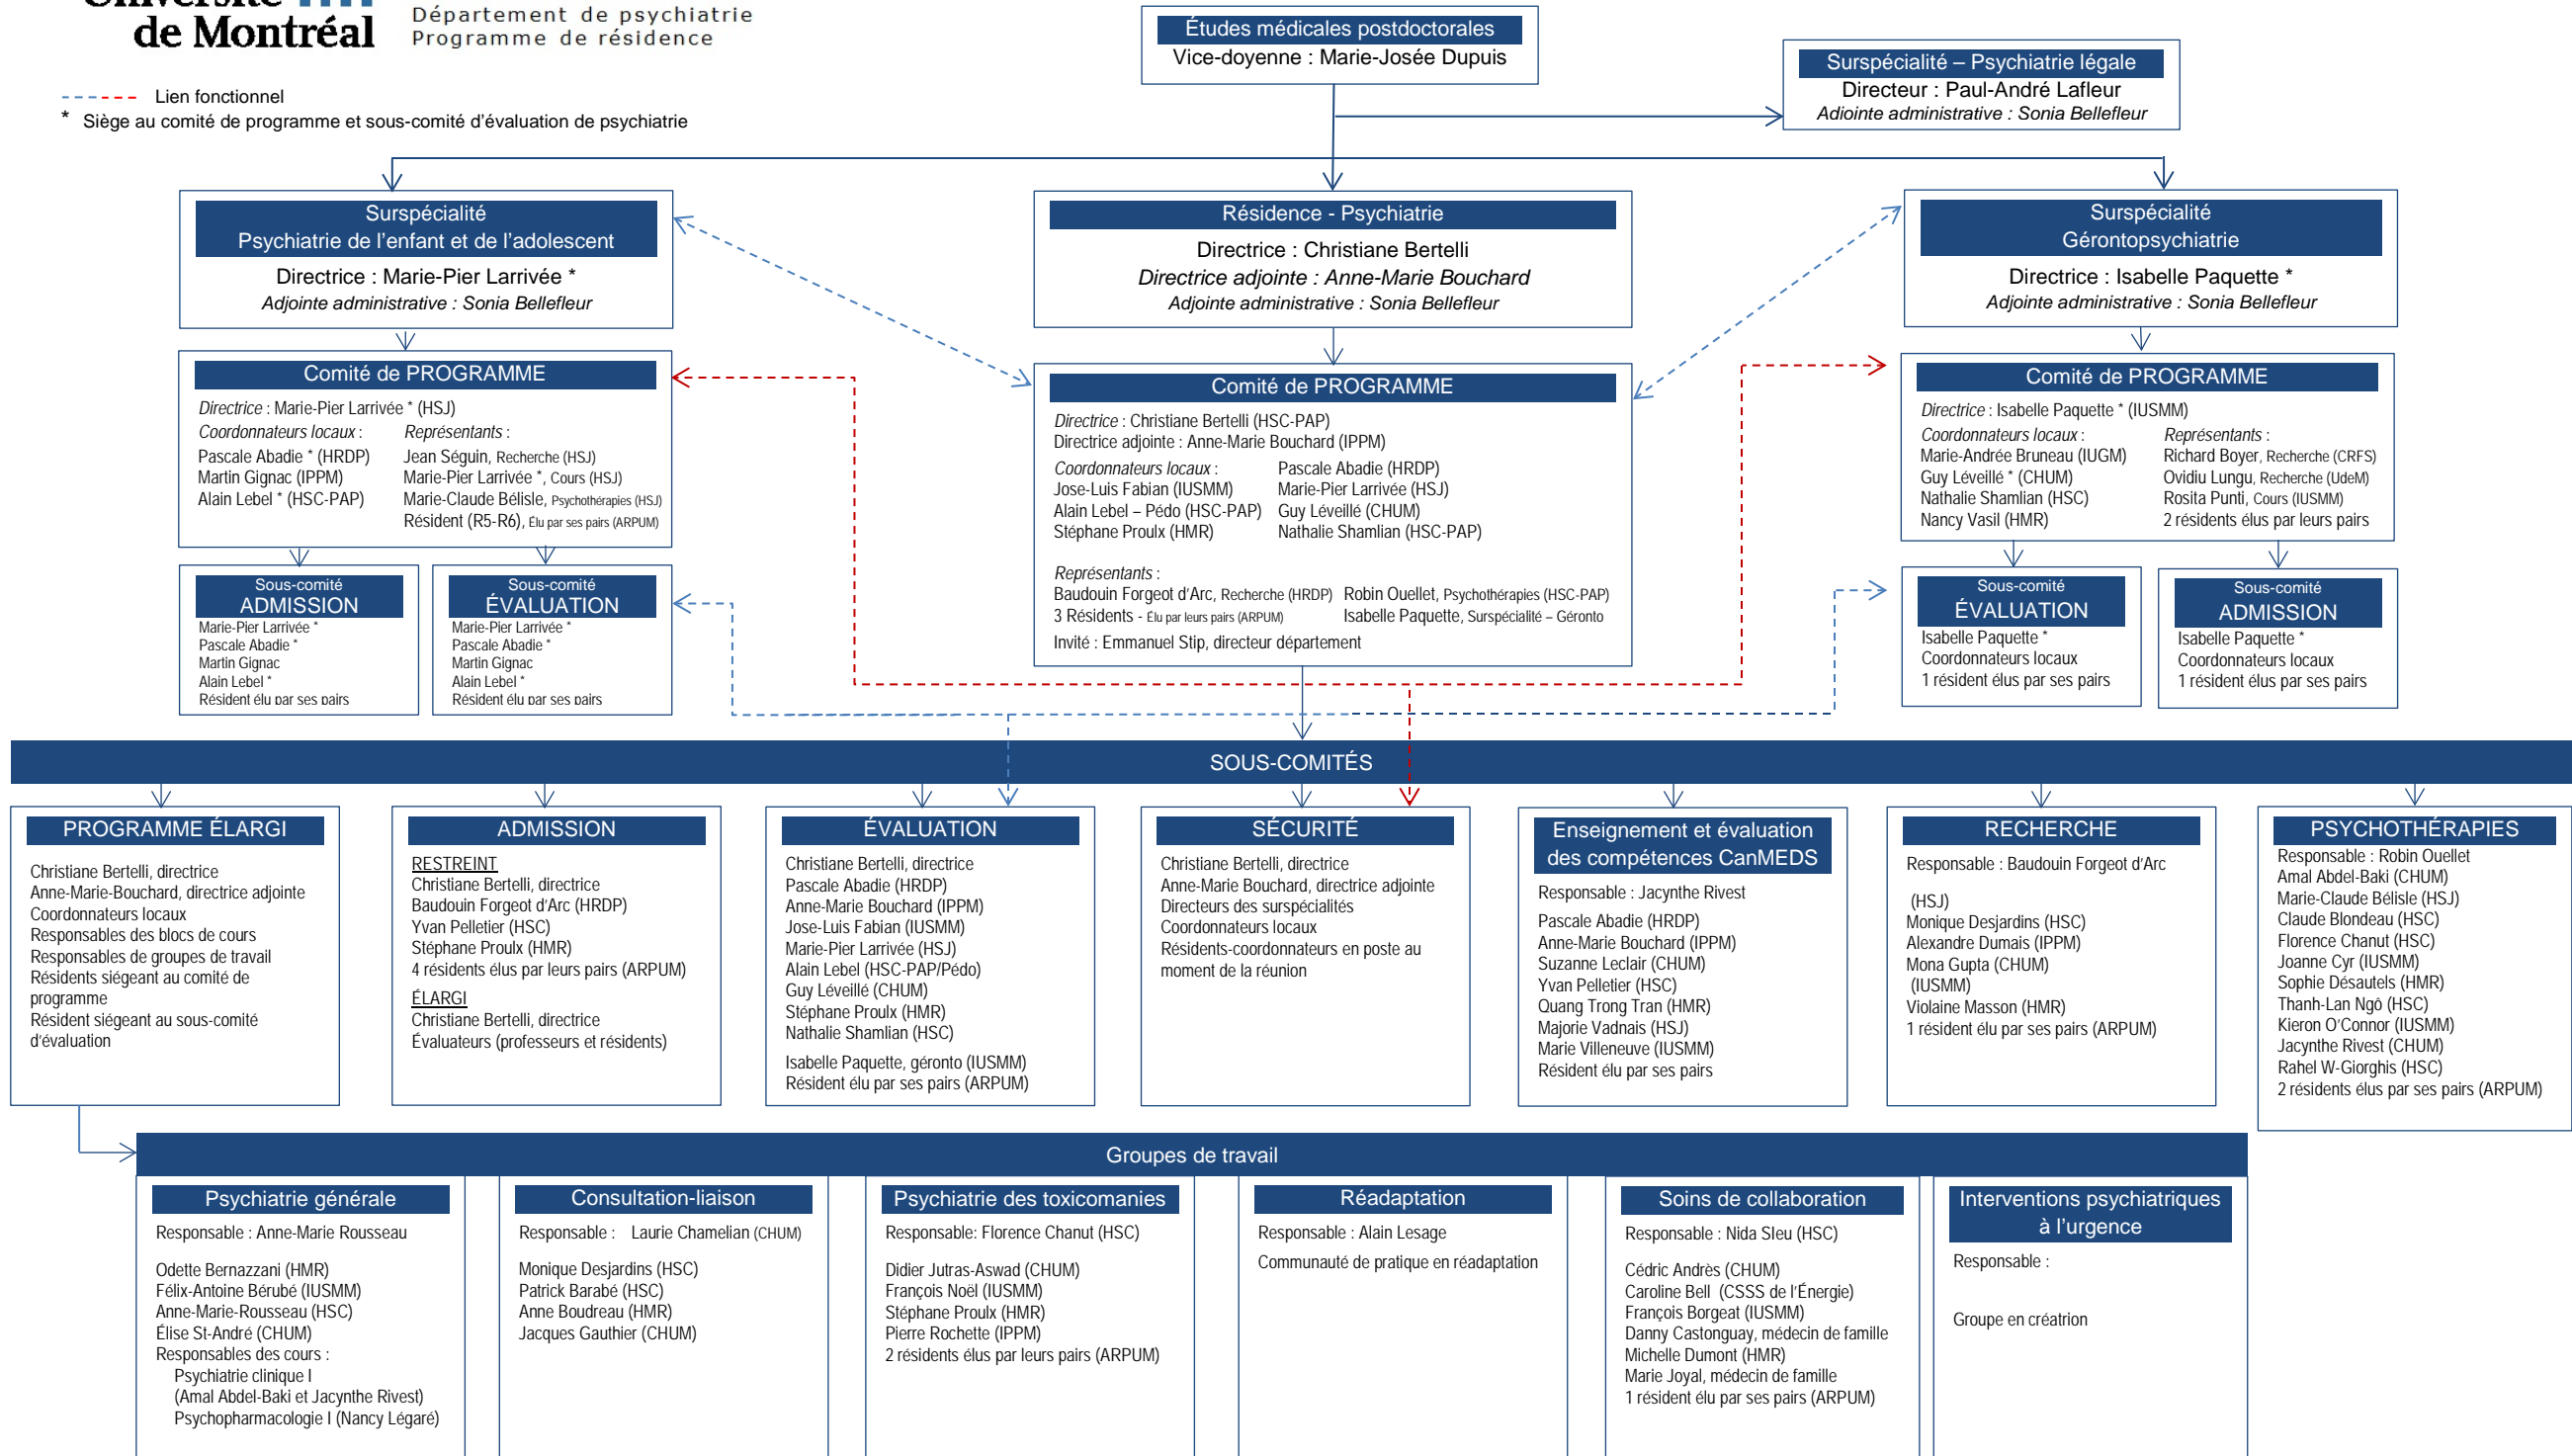 Université
de Montréal
Département de psychiatrie
Programme de résidence
Lien fonctionnel
* Siège au comité de programme et sous-comité d'évaluation de psychiatrie
Études médicales postdoctorales
Vice-doyenne : Marie-Josée Dupuis
Surspécialité – Psychiatrie légale
Directeur : Paul-André Lafleur
Adiointe administrative : Sonia Bellefleur
Surspécialité
Psychiatrie de l'enfant et de l'adolescent
Directrice : Marie-Pier Larrivée *
Adjointe administrative : Sonia Bellefleur
Résidence - Psychiatrie
Directrice : Christiane Bertelli
Directrice adjointe : Anne-Marie Bouchard
Adjointe administrative : Sonia Bellefleur
Surspécialité
Gérontopsychiatrie
Directrice : Isabelle Paquette *
Adjointe administrative : Sonia Bellefleur
Comité de PROGRAMME
Directrice : Marie-Pier Larrivée * (HSJ)
Coordonnateurs locaux :
Pascale Abadie * (HRDP)
Martin Gignac (IPPM)
Alain Lebel * (HSC-PAP)
Représentants :
Jean Séguin, Recherche (HSJ)
Marie-Pier Larrivée *, Cours (HSJ)
Marie-Claude Bélisle, Psychothérapies (HSJ)
Résident (R5-R6), Élu par ses pairs (ARPUM)
Comité de PROGRAMME
Directrice : Christiane Bertelli (HSC-PAP)
Directrice adjointe : Anne-Marie Bouchard (IPPM)
Coordonnateurs locaux :
Jose-Luis Fabian (IUSMM)
Alain Lebel – Pédo (HSC-PAP)
Stéphane Proulx (HMR)
Pascale Abadie (HRDP)
Marie-Pier Larrivée (HSJ)
Guy Léveillé (CHUM)
Nathalie Shamlian (HSC-PAP)
Représentants :
Baudouin Forgeot d'Arc, Recherche (HRDP)
3 Résidents - Élu par leurs pairs (ARPUM)
Robin Ouellet, Psychothérapies (HSC-PAP)
Isabelle Paquette, Surspécialité – Géronto
Invité : Emmanuel Stip, directeur département
Comité de PROGRAMME
Directrice : Isabelle Paquette * (IUSMM)
Coordonnateurs locaux :
Marie-Andrée Bruneau (IUGM)
Guy Léveillé * (CHUM)
Nathalie Shamlian (HSC)
Nancy Vasil (HMR)
Représentants :
Richard Boyer, Recherche (CRFS)
Ovidiu Lungu, Recherche (UdeM)
Rosita Punti, Cours (IUSMM)
2 résidents élus par leurs pairs
Sous-comité
ADMISSION
Marie-Pier Larrivée *
Pascale Abadie *
Martin Gignac
Alain Lebel *
Résident élu par ses pairs
Sous-comité
ÉVALUATION
Marie-Pier Larrivée *
Pascale Abadie *
Martin Gignac
Alain Lebel *
Résident élu par ses pairs
Sous-comité
ÉVALUATION
Isabelle Paquette *
Coordonnateurs locaux
1 résident élus par ses pairs
Sous-comité
ADMISSION
Isabelle Paquette *
Coordonnateurs locaux
1 résident élus par ses pairs
SOUS-COMITÉS
PROGRAMME ÉLARGI
Christiane Bertelli, directrice
Anne-Marie-Bouchard, directrice adjointe
Coordonnateurs locaux
Responsables des blocs de cours
Responsables de groupes de travail
Résidents siégeant au comité de
programme
Résident siégeant au sous-comité
d'évaluation
ADMISSION
RESTREINT
Christiane Bertelli, directrice
Baudouin Forgeot d'Arc (HRDP)
Yvan Pelletier (HSC)
Stéphane Proulx (HMR)
4 résidents élus par leurs pairs (ARPUM)
ÉLARGI
Christiane Bertelli, directrice
Évaluateurs (professeurs et résidents)
ÉVALUATION
Christiane Bertelli, directrice
Pascale Abadie (HRDP)
Anne-Marie Bouchard (IPPM)
Jose-Luis Fabian (IUSMM)
Marie-Pier Larrivée (HSJ)
Alain Lebel (HSC-PAP/Pédo)
Guy Léveillé (CHUM)
Stéphane Proulx (HMR)
Nathalie Shamlian (HSC)
Isabelle Paquette, géronto (IUSMM)
Résident élu par ses pairs (ARPUM)
SÉCURITÉ
Christiane Bertelli, directrice
Anne-Marie Bouchard, directrice adjointe
Directeurs des surspécialités
Coordonnateurs locaux
Résidents-coordonnateurs en poste au
moment de la réunion
Enseignement et évaluation
des compétences CanMEDS
Responsable : Jacynthe Rivest
Pascale Abadie (HRDP)
Anne-Marie Bouchard (IPPM)
Suzanne Leclair (CHUM)
Yvan Pelletier (HSC)
Quang Trong Tran (HMR)
Majorie Vadnais (HSJ)
Marie Villeneuve (IUSMM)
Résident élu par ses pairs
RECHERCHE
Responsable : Baudouin Forgeot d'Arc
(HSJ)
Monique Desjardins (HSC)
Alexandre Dumais (IPPM)
Mona Gupta (CHUM)
(IUSMM)
Violaine Masson (HMR)
1 résident élu par ses pairs (ARPUM)
PSYCHOTHÉRAPIES
Responsable : Robin Ouellet
Amal Abdel-Baki (CHUM)
Marie-Claude Bélisle (HSJ)
Claude Blondeau (HSC)
Florence Chanut (HSC)
Joanne Cyr (IUSMM)
Sophie Désautels (HMR)
Thanh-Lan Ngô (HSC)
Kieron O'Connor (IUSMM)
Jacynthe Rivest (CHUM)
Rahel W-Giorghis (HSC)
2 résidents élus par ses pairs (ARPUM)
Groupes de travail
Psychiatrie générale
Responsable : Anne-Marie Rousseau
Odette Bernazzani (HMR)
Félix-Antoine Bérubé (IUSMM)
Anne-Marie-Rousseau (HSC)
Élise St-André (CHUM)
Responsables des cours :
Psychiatrie clinique I
(Amal Abdel-Baki et Jacynthe Rivest)
Psychopharmacologie I (Nancy Légaré)
Consultation-liaison
Responsable : Laurie Chamelian (CHUM)
Monique Desjardins (HSC)
Patrick Barabé (HSC)
Anne Boudreau (HMR)
Jacques Gauthier (CHUM)
Psychiatrie des toxicomanies
Responsable: Florence Chanut (HSC)
Didier Jutras-Aswad (CHUM)
François Noël (IUSMM)
Stéphane Proulx (HMR)
Pierre Rochette (IPPM)
2 résidents élus par leurs pairs (ARPUM)
Réadaptation
Responsable : Alain Lesage
Communauté de pratique en réadaptation
Soins de collaboration
Responsable : Nida SIeu (HSC)
Cédric Andrès (CHUM)
Caroline Bell (CSSS de l'Énergie)
François Borgeat (IUSMM)
Danny Castonguay, médecin de famille
Michelle Dumont (HMR)
Marie Joyal, médecin de famille
1 résident élu par ses pairs (ARPUM)
Interventions psychiatriques
à l'urgence
Responsable :
Groupe en créatrion